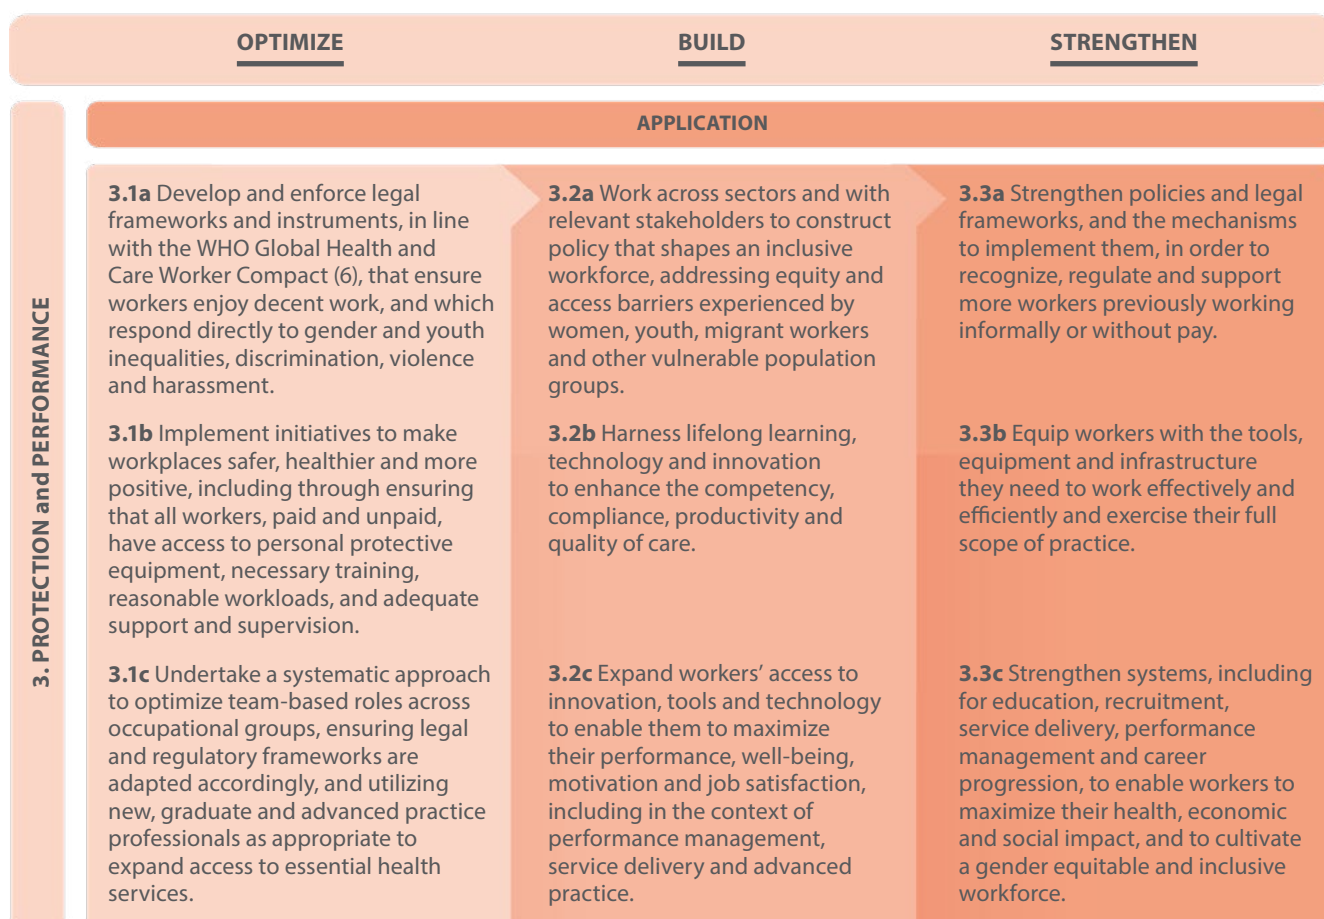 OPTIMIZE
BUILD
STRENGTHEN
APPLICATION
3. PROTECTION and PERFORMANCE
3.1a Develop and enforce legal
frameworks and instruments, in line
with the WHO Global Health and
Care Worker Compact (6), that ensure
workers enjoy decent work, and which
respond directly to gender and youth
inequalities, discrimination, violence
and harassment.
3.2a Work across sectors and with
relevant stakeholders to construct
policy that shapes an inclusive
workforce, addressing equity and
access barriers experienced by
women, youth, migrant workers
and other vulnerable population
groups.
3.3a Strengthen policies and legal
frameworks, and the mechanisms
to implement them, in order to
recognize, regulate and support
more workers previously working
informally or without pay.
3.1b Implement initiatives to make
workplaces safer, healthier and more
positive, including through ensuring
that all workers, paid and unpaid,
have access to personal protective
equipment, necessary training,
reasonable workloads, and adequate
support and supervision.
3.2b Harness lifelong learning,
technology and innovation
to enhance the competency,
compliance, productivity and
quality of care.
3.3b Equip workers with the tools,
equipment and infrastructure
they need to work effectively and
efficiently and exercise their full
scope of practice.
3.1c Undertake a systematic approach
to optimize team-based roles across
occupational groups, ensuring legal
and regulatory frameworks are
adapted accordingly, and utilizing
new, graduate and advanced practice
professionals as appropriate to
expand access to essential health
services.
3.2c Expand workers’ access to
innovation, tools and technology
to enable them to maximize
their performance, well-being,
motivation and job satisfaction,
including in the context of
performance management,
service delivery and advanced
practice.
3.3c Strengthen systems, including
for education, recruitment,
service delivery, performance
management and career
progression, to enable workers to
maximize their health, economic
and social impact, and to cultivate
a gender equitable and inclusive
workforce.